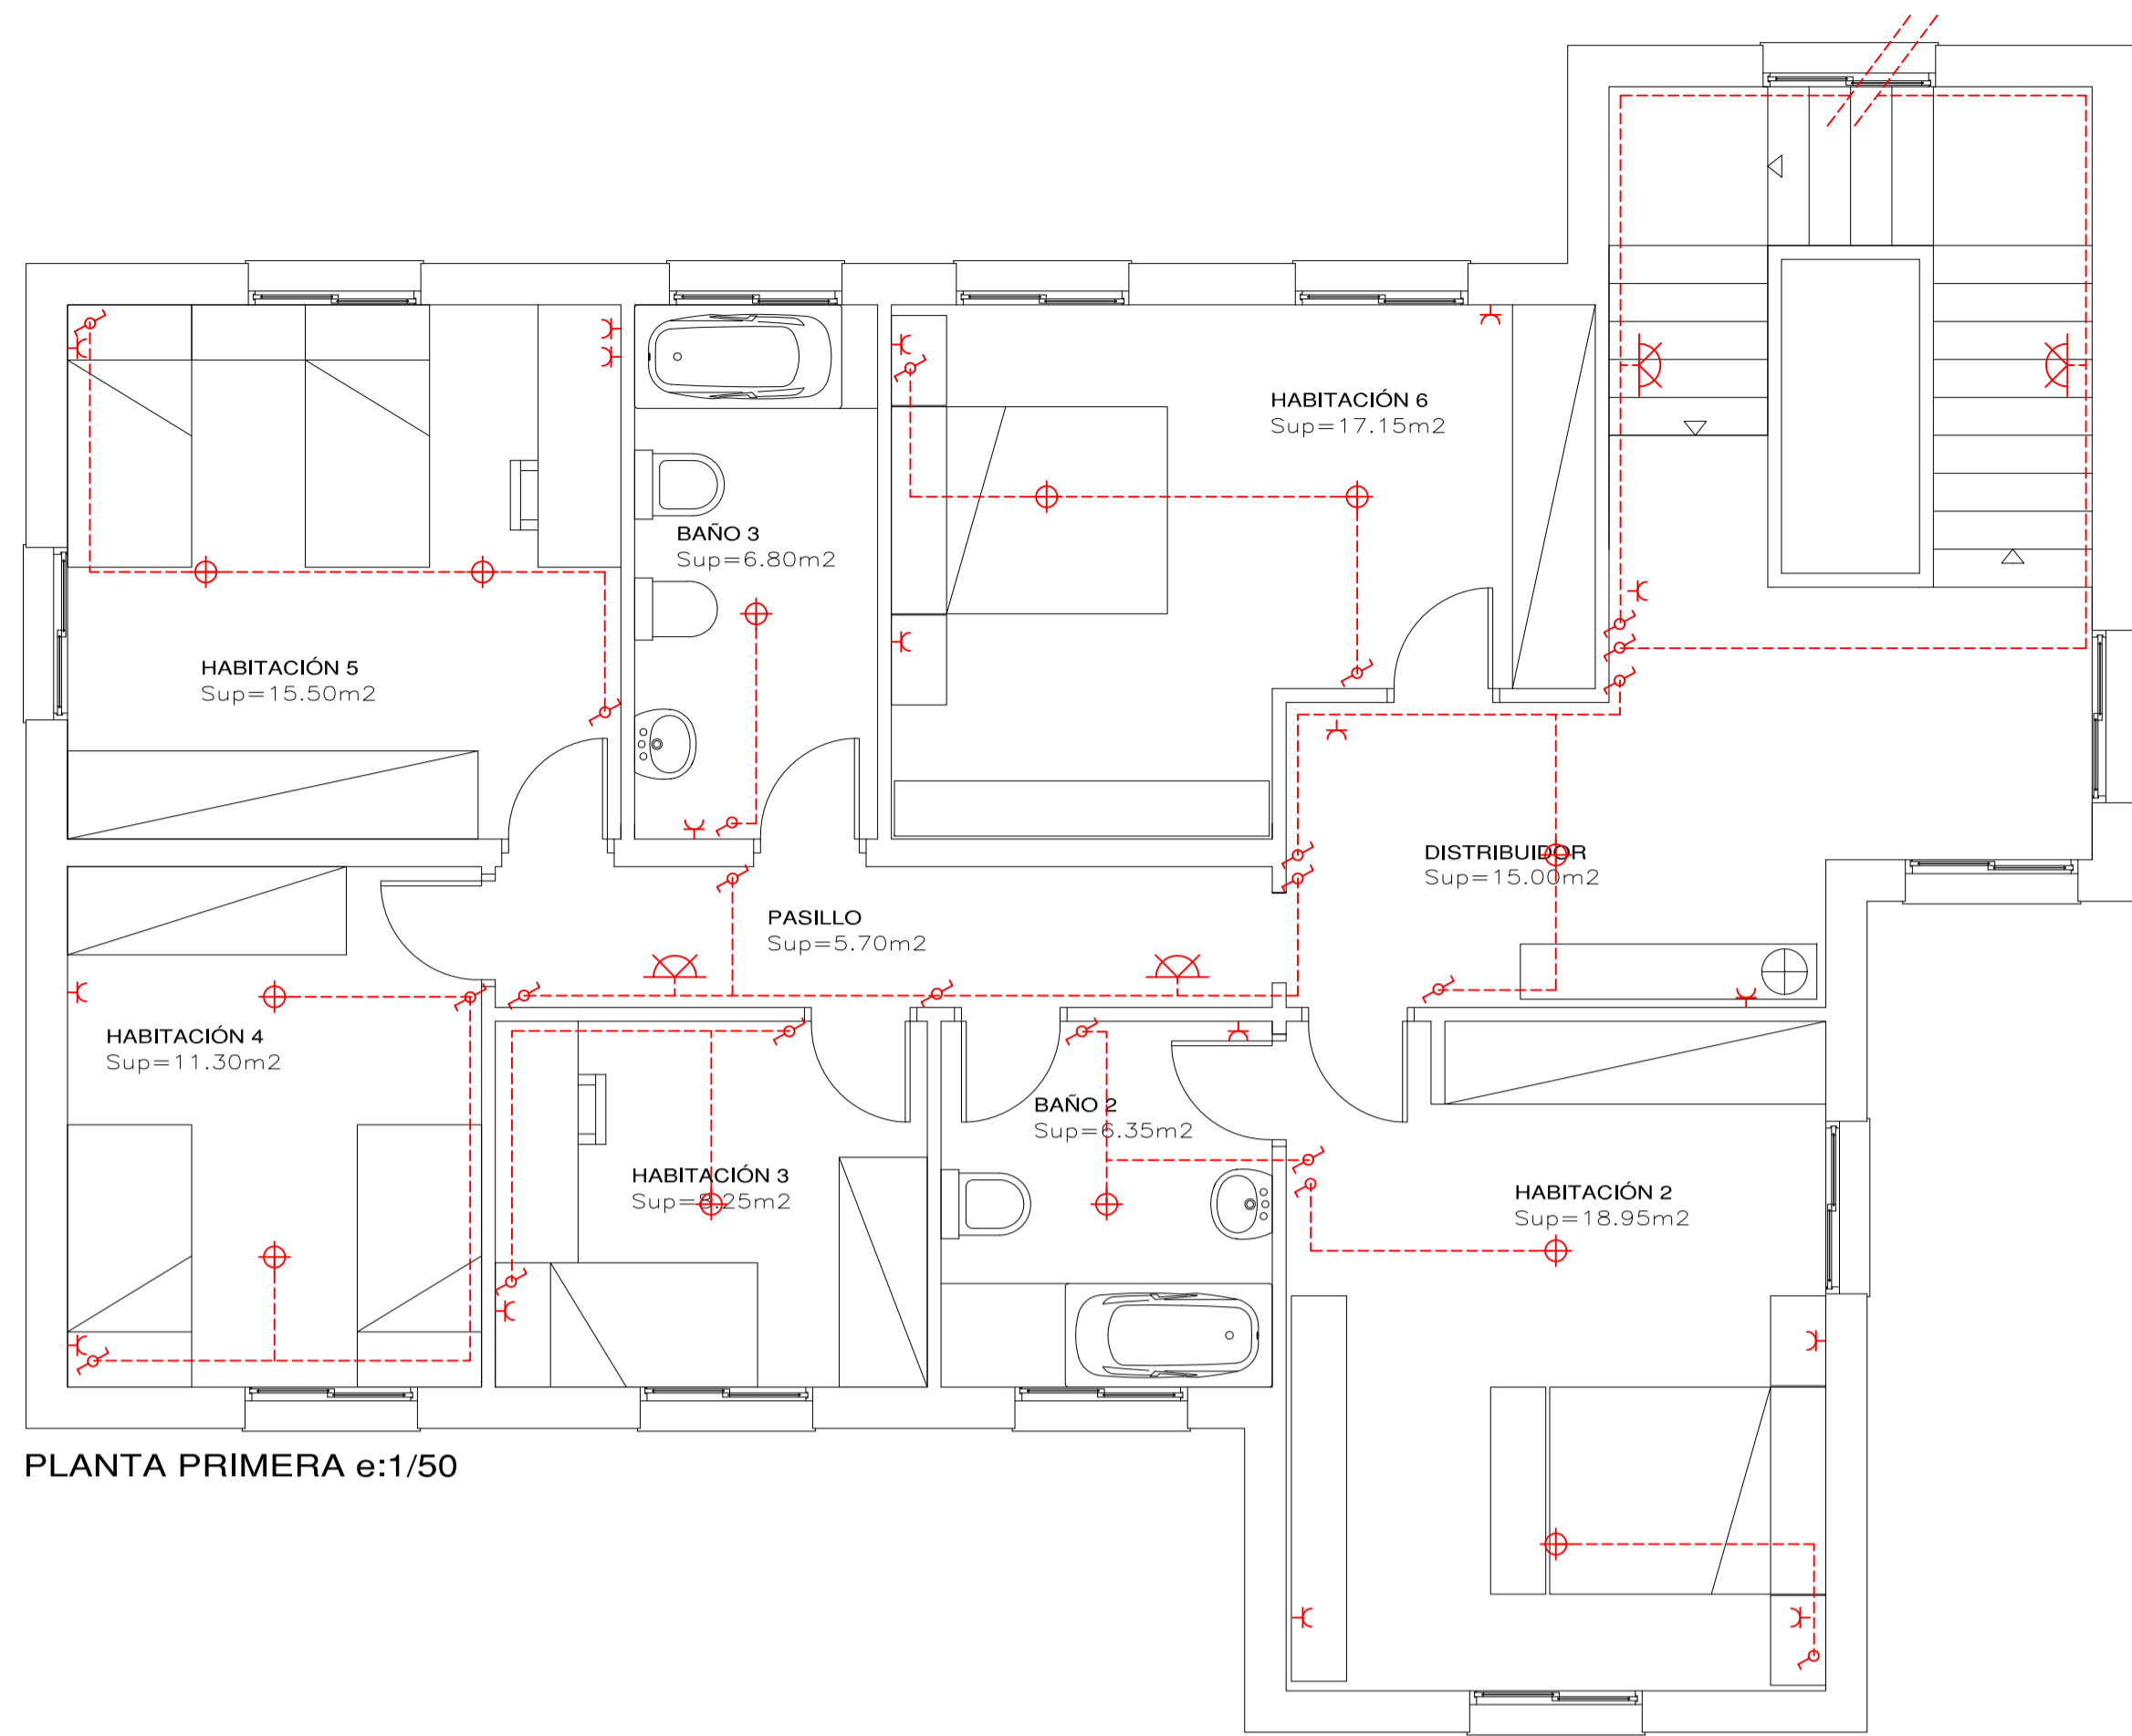 HABITACIÓN 6
Sup=17.15m2
BAÑO 3
Sup=6.80m2
HABITACIÓN 5
Sup=15.50m2
DISTRIBUIDOR
Sup=15.00m2
PASILLO
Sup=5.70m2
HABITACIÓN 4
Sup=11.30m2
BAÑO 2
Sup=6.35m2
HABITACIÓN 3
Sup=8.25m2
HABITACIÓN 2
Sup=18.95m2
PLANTA PRIMERA e:1/50